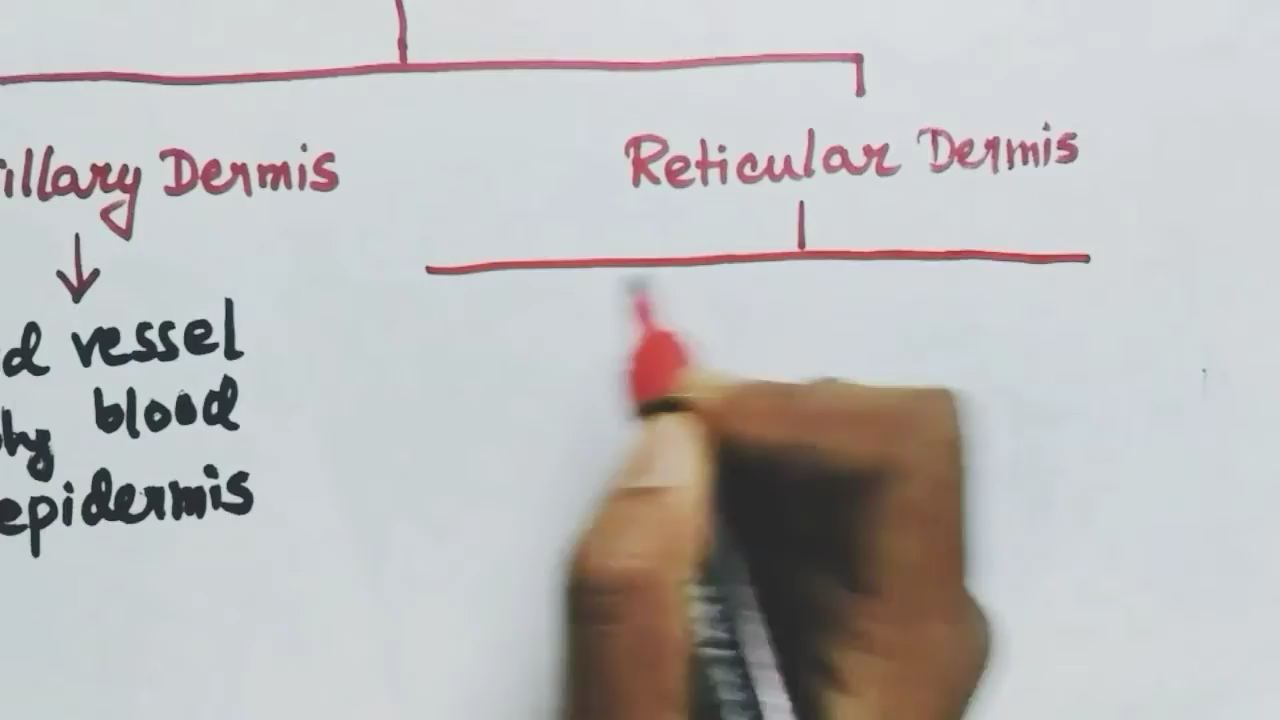 illary Dermis
Reticular Dermis
d vessel
blood
epidermis